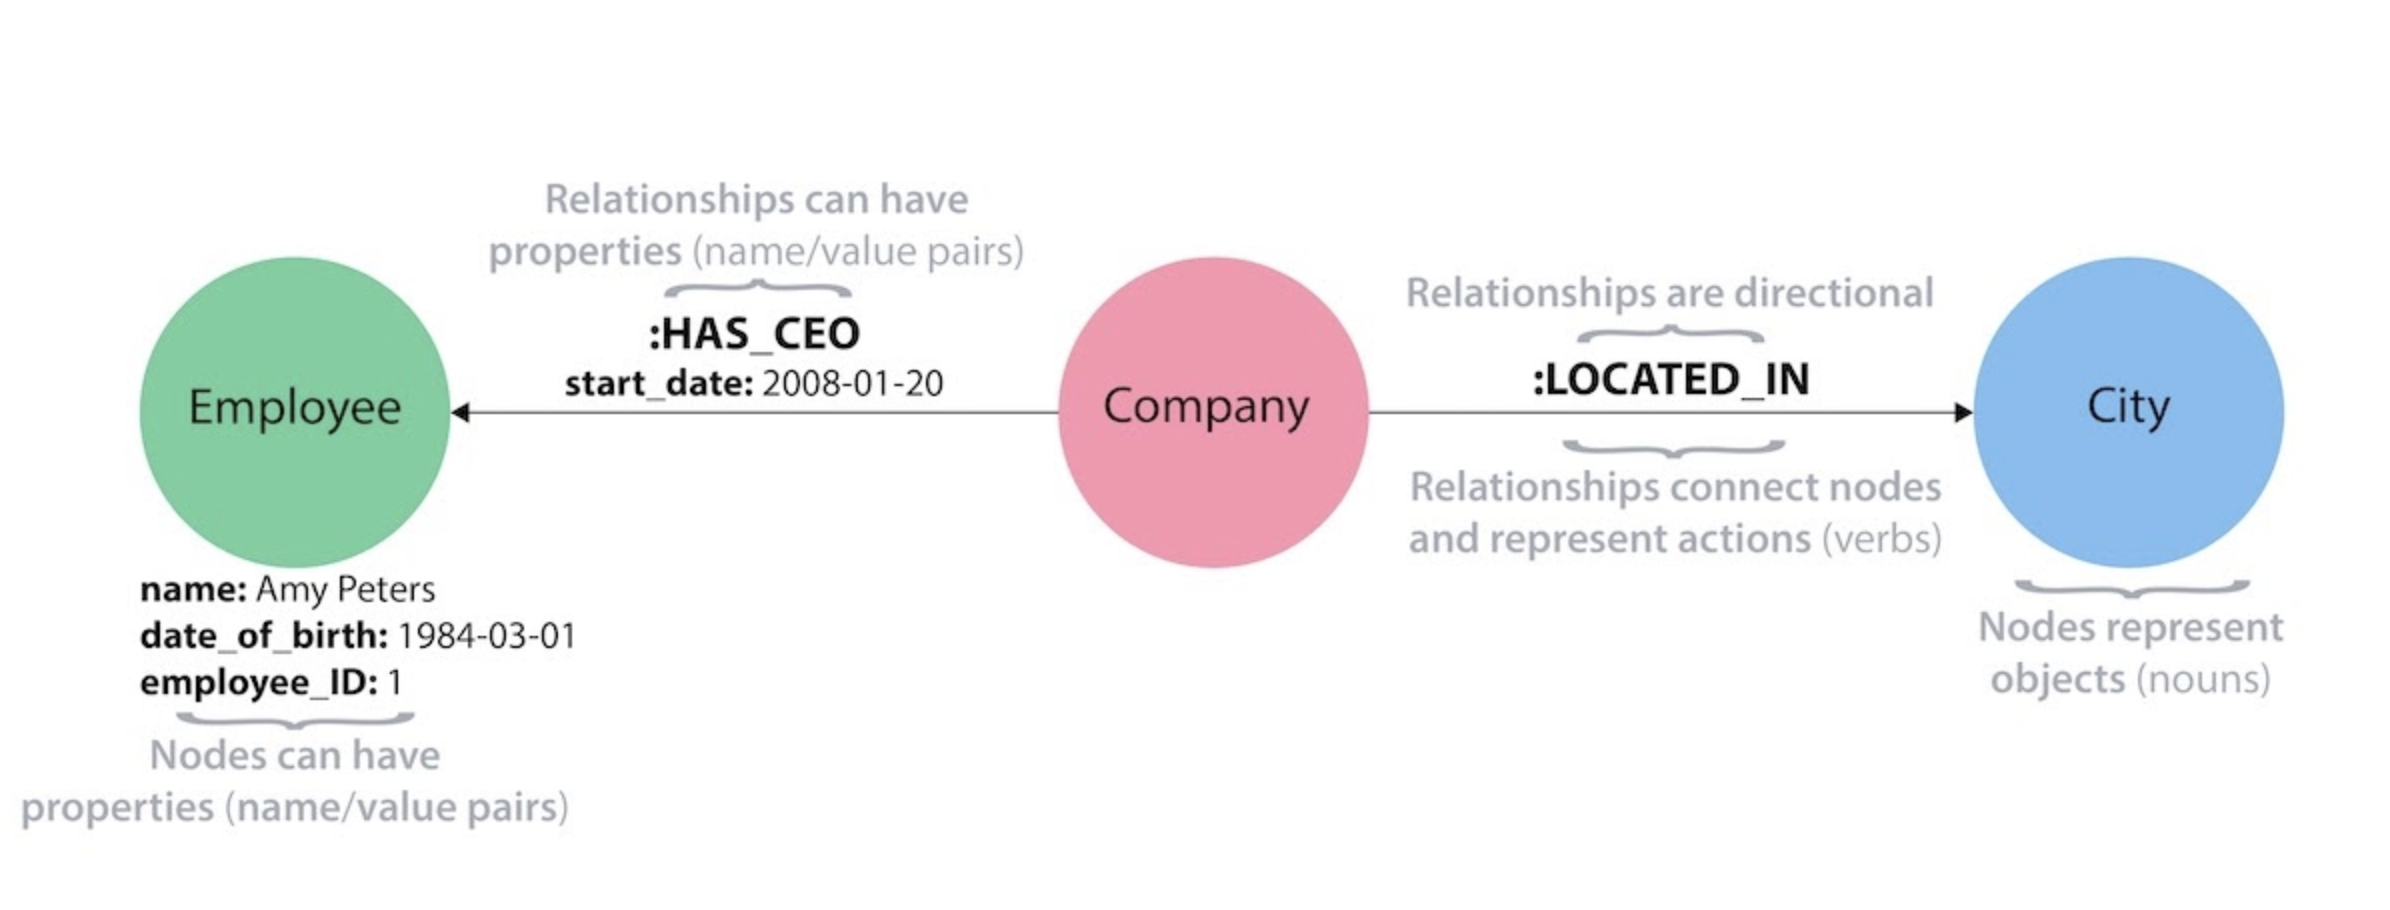 Relationships can have
properties (name/value pairs)
:HAS_CEO
start_date: 2008-01-20
Employee
name: Amy Peters
date_of_birth: 1984-03-01
employee_ID: 1
Nodes can have
properties (name/value pairs)
Company
Relationships are directional
:LOCATED_IN
Relationships connect nodes
and represent actions (verbs)
City
Nodes represent
objects (nouns)